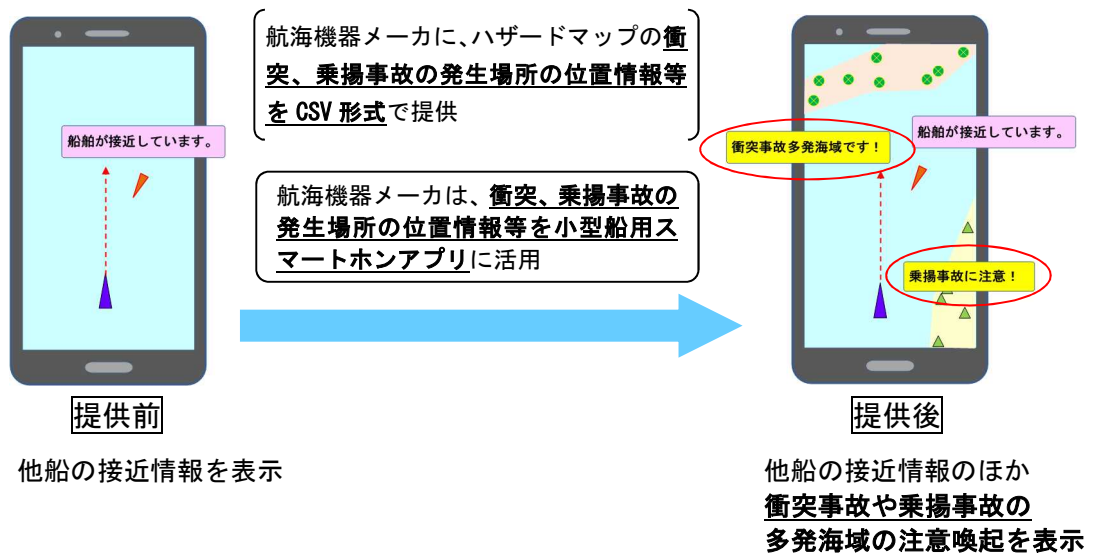 航海機器メーカに、ハザードマップの衝
突、乗揚事故の発生場所の位置情報等
を CSV 形式で提供
航海機器メーカは、衝突、乗揚事故の
発生場所の位置情報等を小型船用ス
マートホンアプリに活用
船舶が接近しています。
提供前
他船の接近情報を表示
衝突事故多発海域です！
船舶が接近しています。
乗揚事故に注意！
提供後
他船の接近情報のほか
衝突事故や乗揚事故の
多発海域の注意喚起を表示